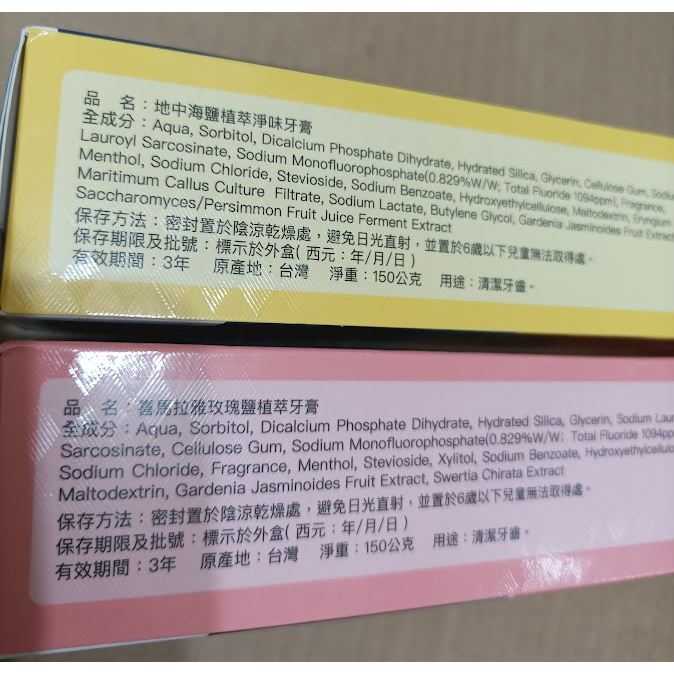 品 名：地中海鹽植萃淨味牙膏
全成分：Aqua, Sorbitol, Dicalcium Phosphate Dihydrate, Hydrated Silica, Glycerin, Cellulose Gum,
Lauroyl Sarcosinate, Sodium Monofluorophosphate(0.829%W/W; Total Fluoride 1094ppm), Fragrance,
Menthol, Sodium Chloride, Stevioside, Sodium Benzoate, Hydroxyethylcellulose, Maltodextrin, Eryngium
Maritimum Callus Culture Filtrate, Sodium Lactate, Butylene Glycol, Gardenia Jasminoides Fruit Extract
Saccharomyces/Persimmon Fruit Juice Ferment Extract
保存方法：密封置於陰涼乾燥處，避免日光直射，並置於6歲以下兒童無法取得處。
保存期限及批號：標示於外盒( 西元：年/月/日 )
有效期間：3年 原產地：台灣 淨重：150公克 用途：清潔牙齒。
品 名：喜馬拉雅玫瑰鹽植萃牙膏
全成分：Aqua, Sorbitol, Dicalcium Phosphate Dihydrate, Hydrated Silica, Glycerin, Sodium
Sarcosinate, Cellulose Gum, Sodium Monofluorophosphate(0.829%W/W; Total Fluoride
Sodium Chloride, Fragrance, Menthol, Stevioside, Xylitol, Sodium Benzoate,
Maltodextrin, Gardenia Jasminoides Fruit Extract, Swertia Chirata Extract
保存方法：密封置於陰涼乾燥處，避免日光直射，並置於6歲以下兒童無法取得處。
保存期限及批號：標示於外盒( 西元：年/月/日 )
有效期間：3年 原產地：台灣 淨重：150公克 用途：清潔牙齒。